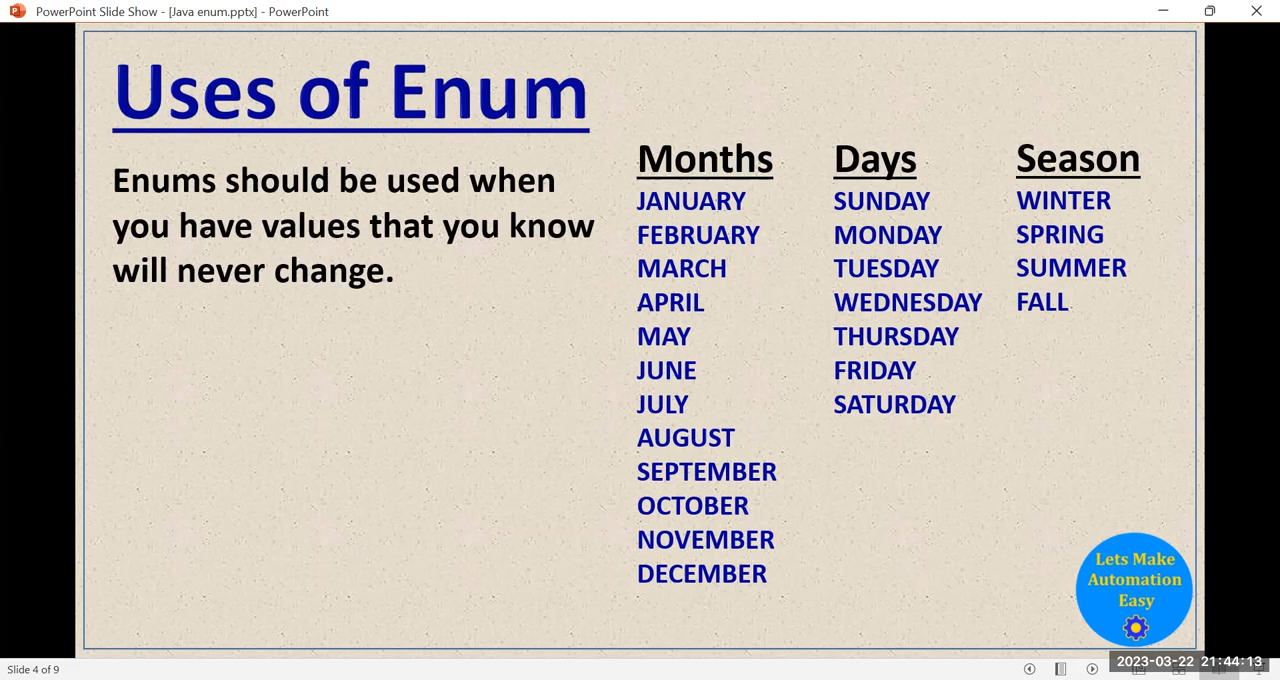 PowerPoint Slide Show - [Java enum.pptx] - PowerPoint
Uses of Enum
Enums should be used when
you have values that you know
will never change.
Months
JANUARY
FEBRUARY
MARCH
APRIL
MAY
JUNE
JULY
AUGUST
SEPTEMBER
OCTOBER
NOVEMBER
DECEMBER
Days
SUNDAY
MONDAY
TUESDAY
WEDNESDAY
THURSDAY
FRIDAY
SATURDAY
Season
WINTER
SPRING
SUMMER
FALL
Lets Make
Automation
Easy
Slide 4 of 9
2023-03-22 21:44:13